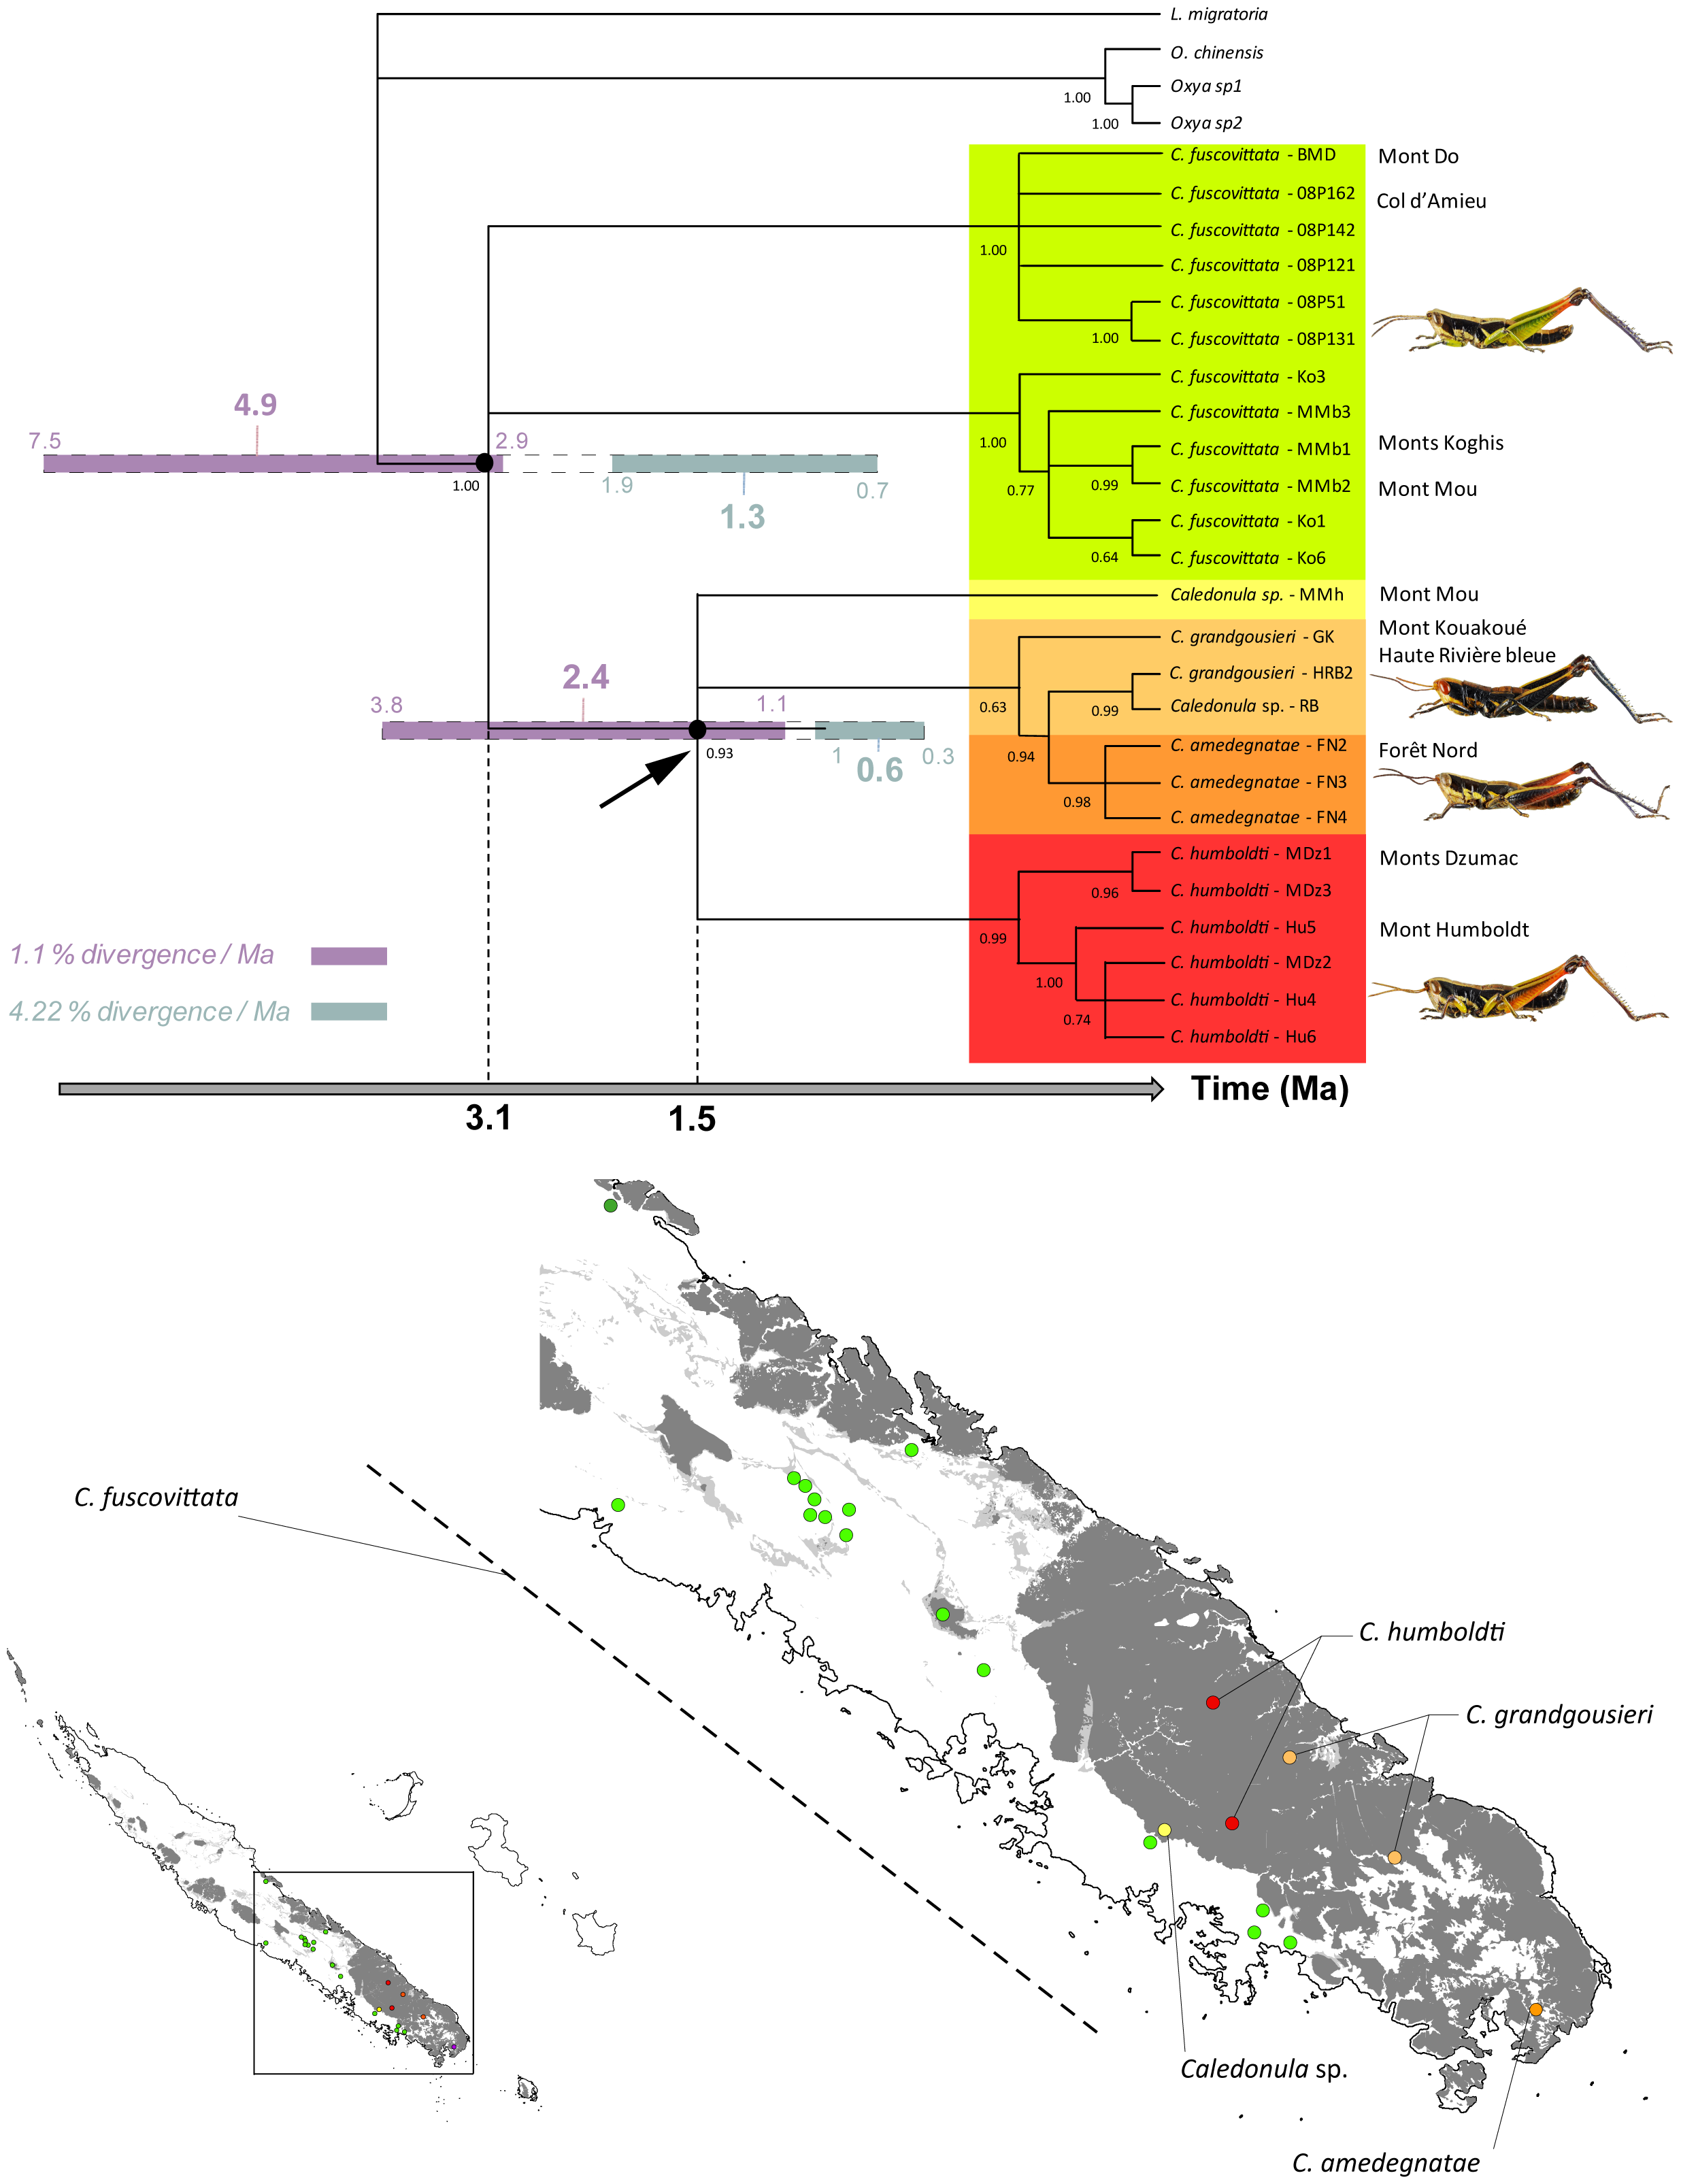 L. migratoria
O. chinensis
Oxya sp1
1.00
Oxya sp2
1.00
C. fuscovittata - BMD
Mont Do
C. fuscovittata - 08P162
Col d’Amieu
C. fuscovittata - 08P142
1.00
C. fuscovittata - 08P121
C. fuscovittata - 08P51
C. fuscovittata - 08P131
1.00
C. fuscovittata - Ko3
4.9
C. fuscovittata - MMb3
7.5
2.9
1.00
C. fuscovittata - MMb1
Monts Koghis
1.00
1.9
0.7
0.77
0.99
C. fuscovittata - MMb2
Mont Mou
1.3
C. fuscovittata - Ko1
0.64
C. fuscovittata - Ko6
Caledonula sp. - MMh
Mont Mou
Mont Kouakoué
C. grandgousieri - GK
Haute Rivière bleue
2.4
C. grandgousieri - HRB2
3.8
1.1
0.63
0.99
Caledonula sp. - RB
C. amedegnatae - FN2
Forêt Nord
0.93
1
0.6
0.3
0.94
C. amedegnatae - FN3
0.98
C. amedegnatae - FN4
C. humboldti - MDz1
Monts Dzumac
0.96
C. humboldti - MDz3
C. humboldti - Hu5
Mont Humboldt
0.99
1.1 % divergence / Ma
C. humboldti - MDz2
1.00
4.22 % divergence / Ma
C. humboldti - Hu4
0.74
C. humboldti - Hu6
Time (Ma)
3.1
1.5
C. fuscovittata
C. humboldti
C. grandgousieri
Caledonula sp.
C. amedegnatae